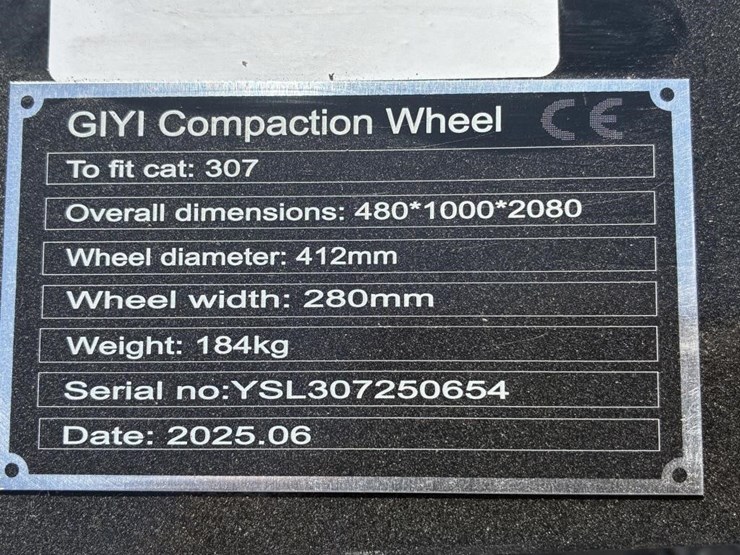 GIYI Compaction Wheel CE
To fit cat: 307
Overall dimensions: 480*1000*2080
Wheel diameter: 412mm
Wheel width: 280mm
Weight: 184kg
Serial no:YSL307250654
Date: 2025.06